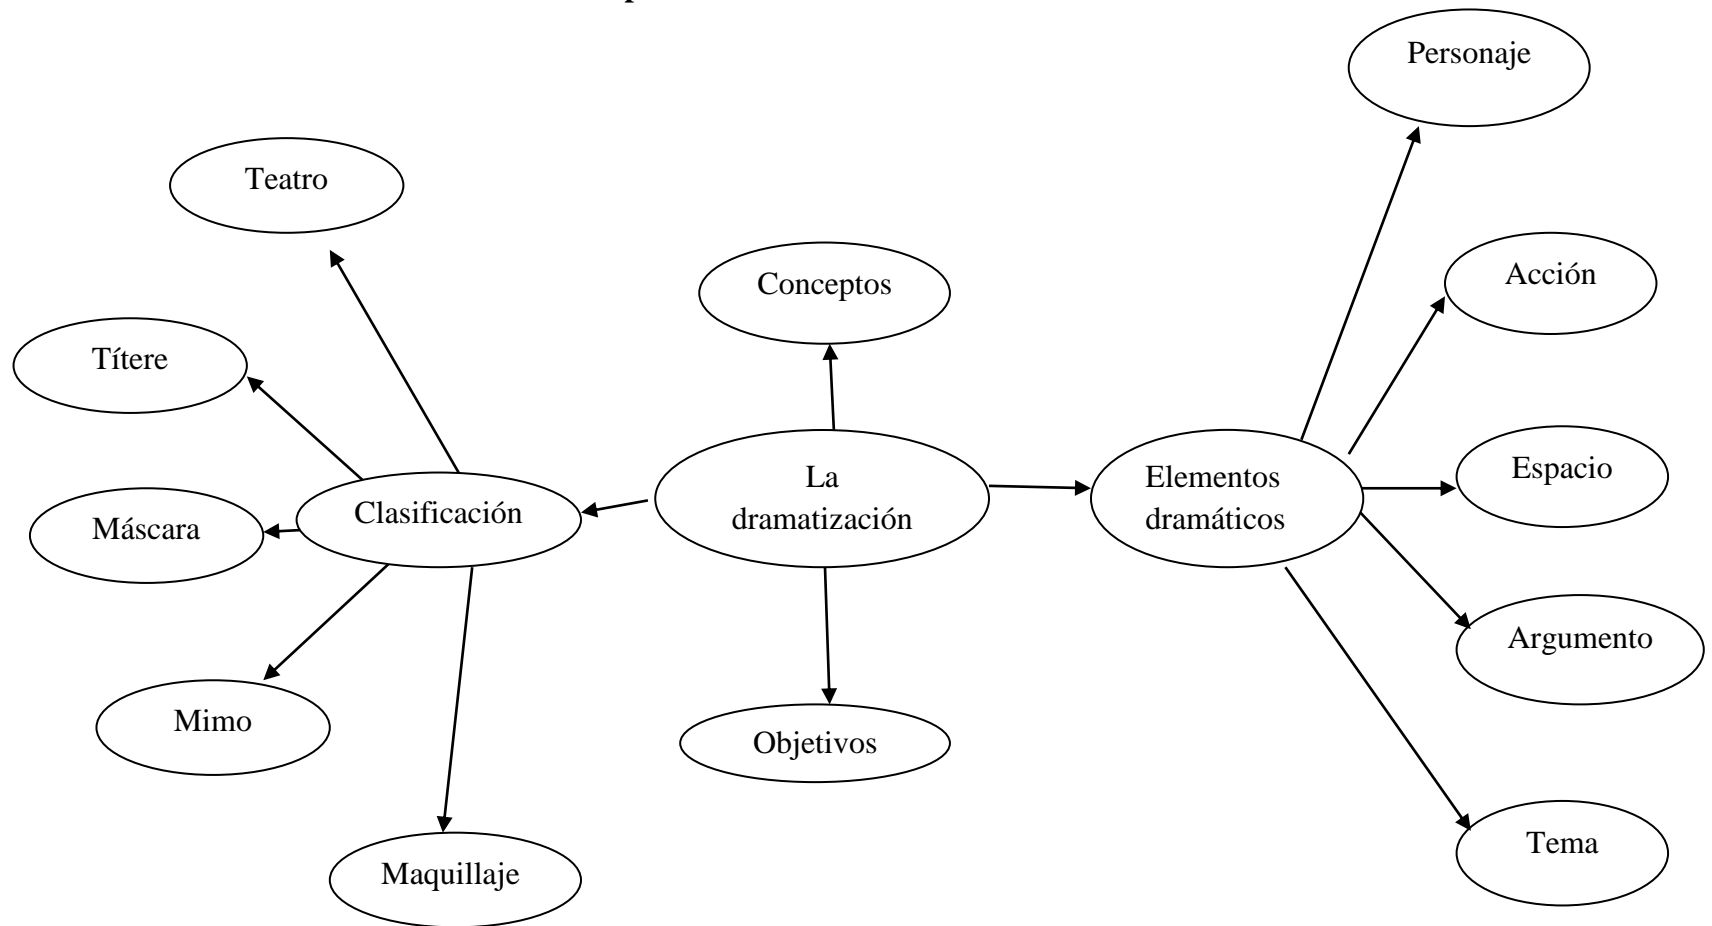 Personaje
Teatro
Acción
Conceptos
Títere
Espacio
La
dramatización
Elementos
dramáticos
Clasificación
Máscara
Argumento
Mimo
Objetivos
Tema
Maquillaje